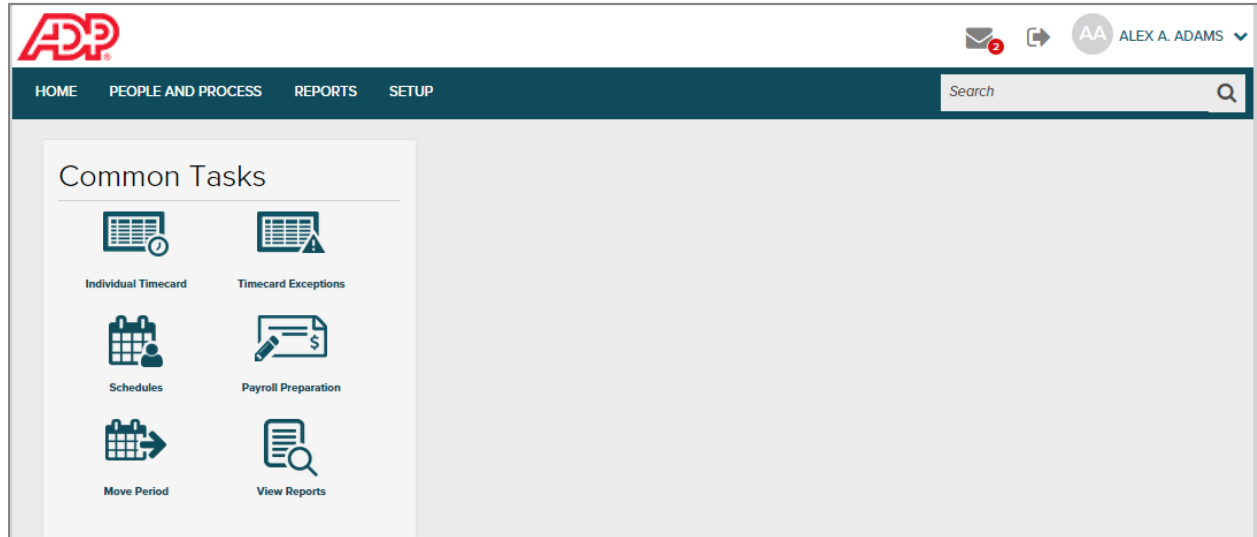 ADP
2
AA ALEX A. ADAMS
HOME PEOPLE AND PROCESS REPORTS SETUP Search
Common Tasks
Individual Timecard Timecard Exceptions
$
Schedules Payroll Preparation
Move Period View Reports